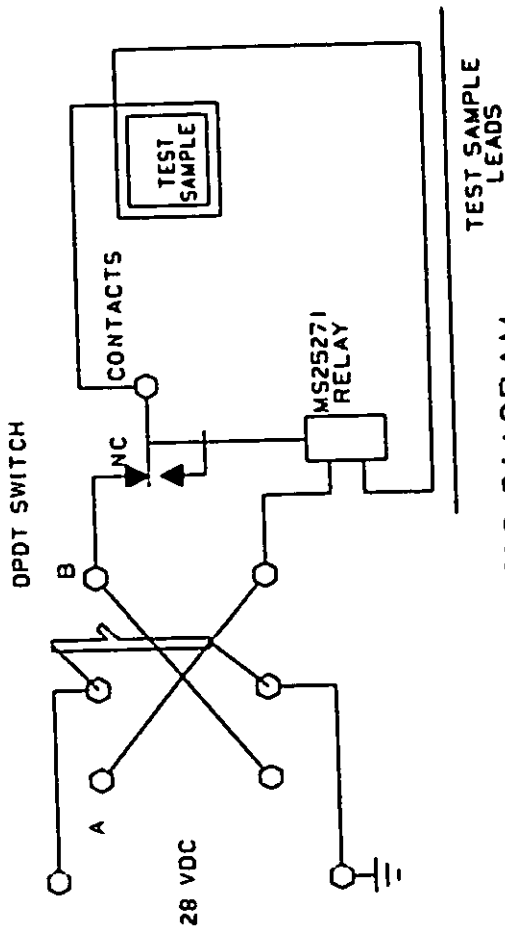 DPDT SWITCH
A
B
NC
CONTACTS
28 VDC
TEST
SAMPLE
MS25271
RELAY
TEST SAMPLE
LEADS